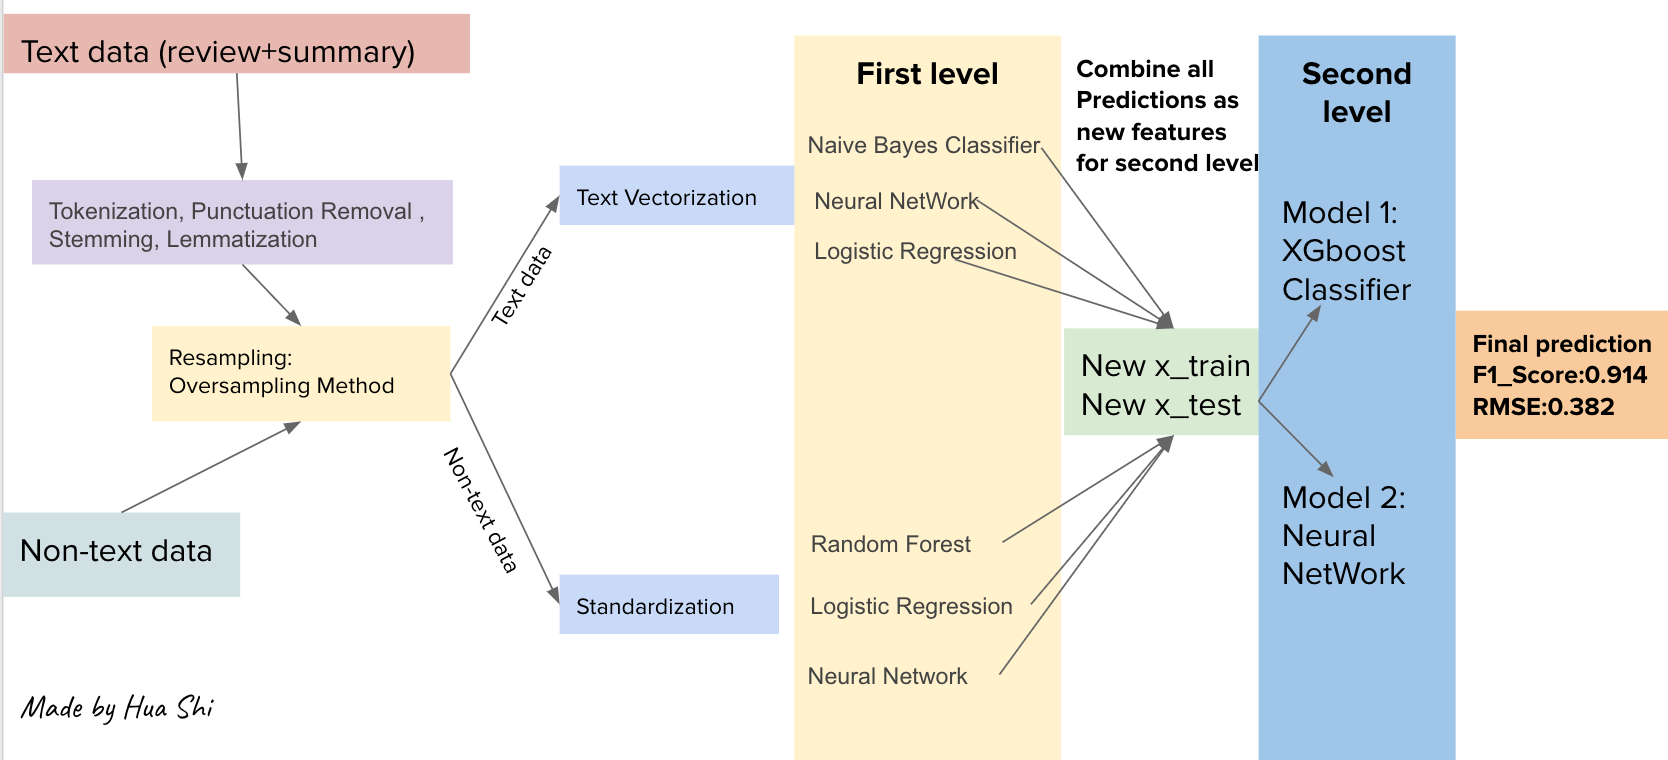 Text data (review+summary)
Tokenization, Punctuation Removal ,
Stemming, Lemmatization
Resampling:
Oversampling Method
Non-text data
Made by Hua Shi
Text data
Non-text data
Text Vectorization
Standardization
First level
Naive Bayes Classifier
Neural NetWork
Logistic Regression
Random Forest
Logistic Regression
Neural Network
Combine all
Predictions as
new features
for second level
New x_train
New x_test
Second
level
Model 1:
XGboost
Classifier
Model 2:
Neural
NetWork
Final prediction
F1_Score:0.914
RMSE:0.382